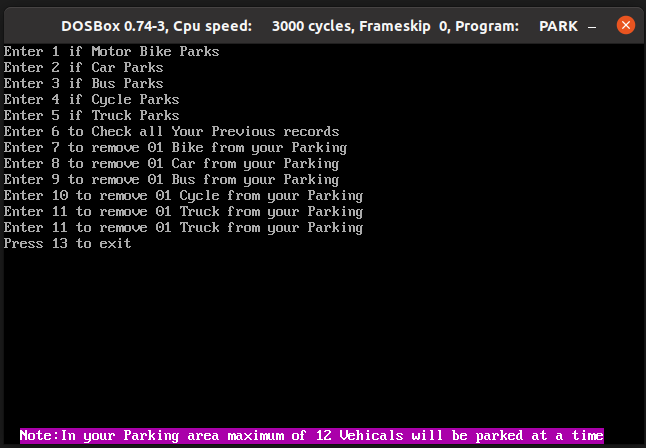 DOSBox 0.74-3, Cpu speed: 3000 cycles, Frameskip 0, Program: PARK
Enter 1 if Motor Bike Parks
Enter 2 if Car Parks
Enter 3 if Bus Parks
Enter 4 if Cycle Parks
Enter 5 if Truck Parks
Enter 6 to Check all Your Previous records
Enter 7 to remove 01 Bike from your Parking
Enter 8 to remove 01 Car from your Parking
Enter 9 to remove 01 Bus from your Parking
Enter 10 to remove 01 Cycle from your Parking
Enter 11 to remove 01 Truck from your Parking
Enter 11 to remove 01 Truck from your Parking
Press 13 to exit
Note:In your Parking area maximum of 12 Vehicals will be parked at a time